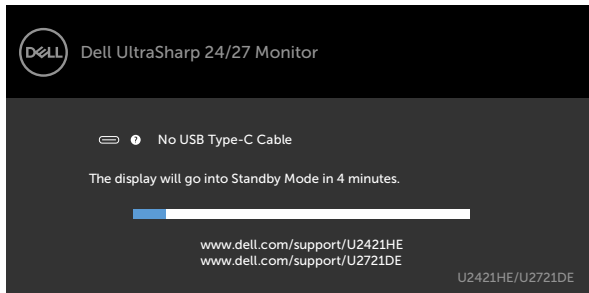 DELL
Dell UltraSharp 24/27 Monitor
? No USB Type-C Cable
The display will go into Standby Mode in 4 minutes.
www.dell.com/support/U2421HE
www.dell.com/support/U2721DE
U2421HE/U2721DE